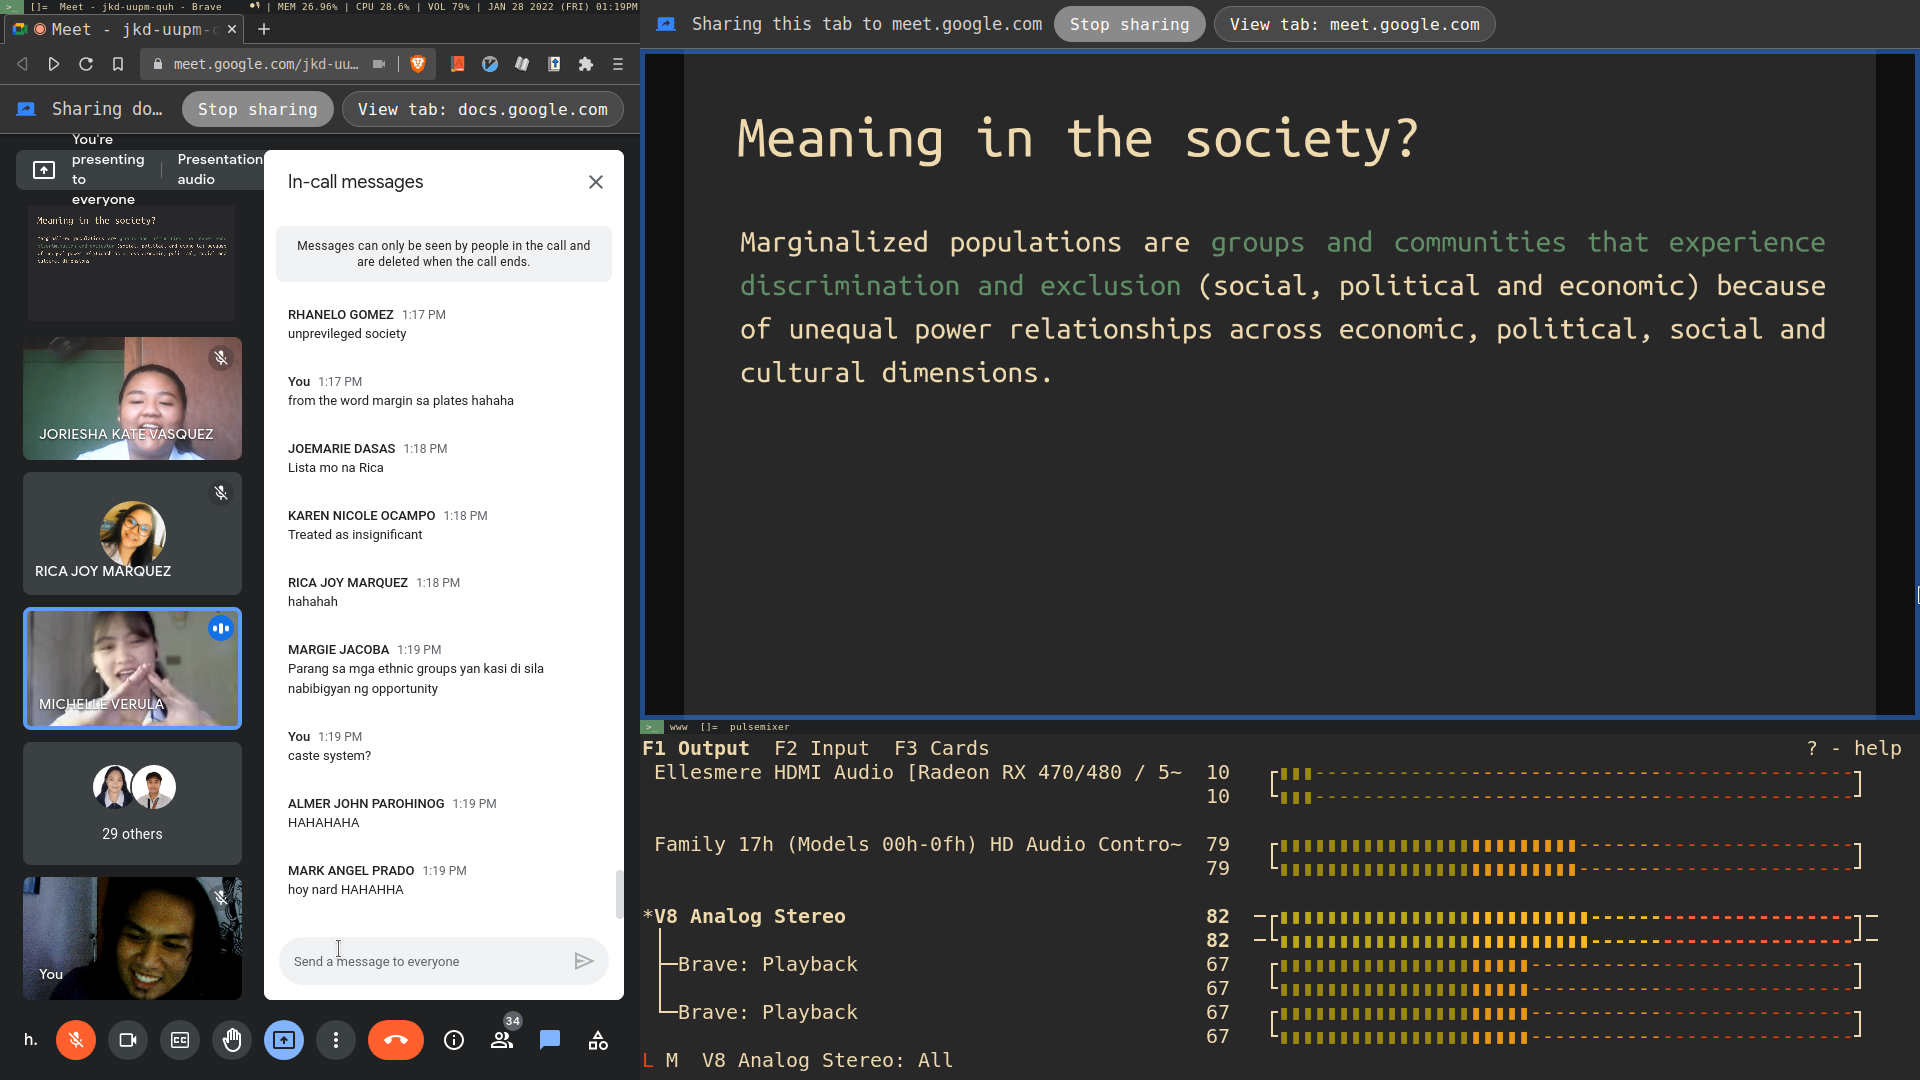 >_ []= Meet - jkd-uupm-quh - Brave | MEM 26.96% | CPU 28.6% | VOL 79% | JAN 28 2022 (FRI) 01:19PM
Meet - jkd-uupm-
meet.google.com/jkd-uu...
Sharing do... Stop sharing View tab: docs.google.com
You're presenting to everyone
Presentation audio
Meaning in the society?
JORIESHA KATE VASQUEZ
RICA JOY MARQUEZ
MICHELLE VERULA
29 others
You
In-call messages
Messages can only be seen by people in the call and
are deleted when the call ends.
RHANELO GOMEZ 1:17 PM
unprevileged society
You 1:17 PM
from the word margin sa plates hahaha
JOEMARIE DASAS 1:18 PM
Lista mo na Rica
KAREN NICOLE OCAMPO 1:18 PM
Treated as insignificant
RICA JOY MARQUEZ 1:18 PM
hahahah
MARGIE JACOBA 1:19 PM
Parang sa mga ethnic groups yan kasi di sila
nabibigyan ng opportunity
You 1:19 PM
caste system?
ALMER JOHN PAROHINOG 1:19 PM
HAHAHAHA
MARK ANGEL PRADO 1:19 PM
hoy nard HAHAHHA
Send a message to everyone
h.
34
Sharing this tab to meet.google.com Stop sharing View tab: meet.google.com
Meaning in the society?
Marginalized populations are groups and communities that experience
discrimination and exclusion (social, political and economic) because
of unequal power relationships across economic, political, social and
cultural dimensions.
>_ www []= pulsemixer
F1 Output F2 Input F3 Cards ? - help
Ellesmere HDMI Audio [Radeon RX 470/480 / 5~ 10
10
Family 17h (Models 00h-0fh) HD Audio Contro~ 79
79
*V8 Analog Stereo 82
82
Brave: Playback 67
67
Brave: Playback 67
67
L M V8 Analog Stereo: All